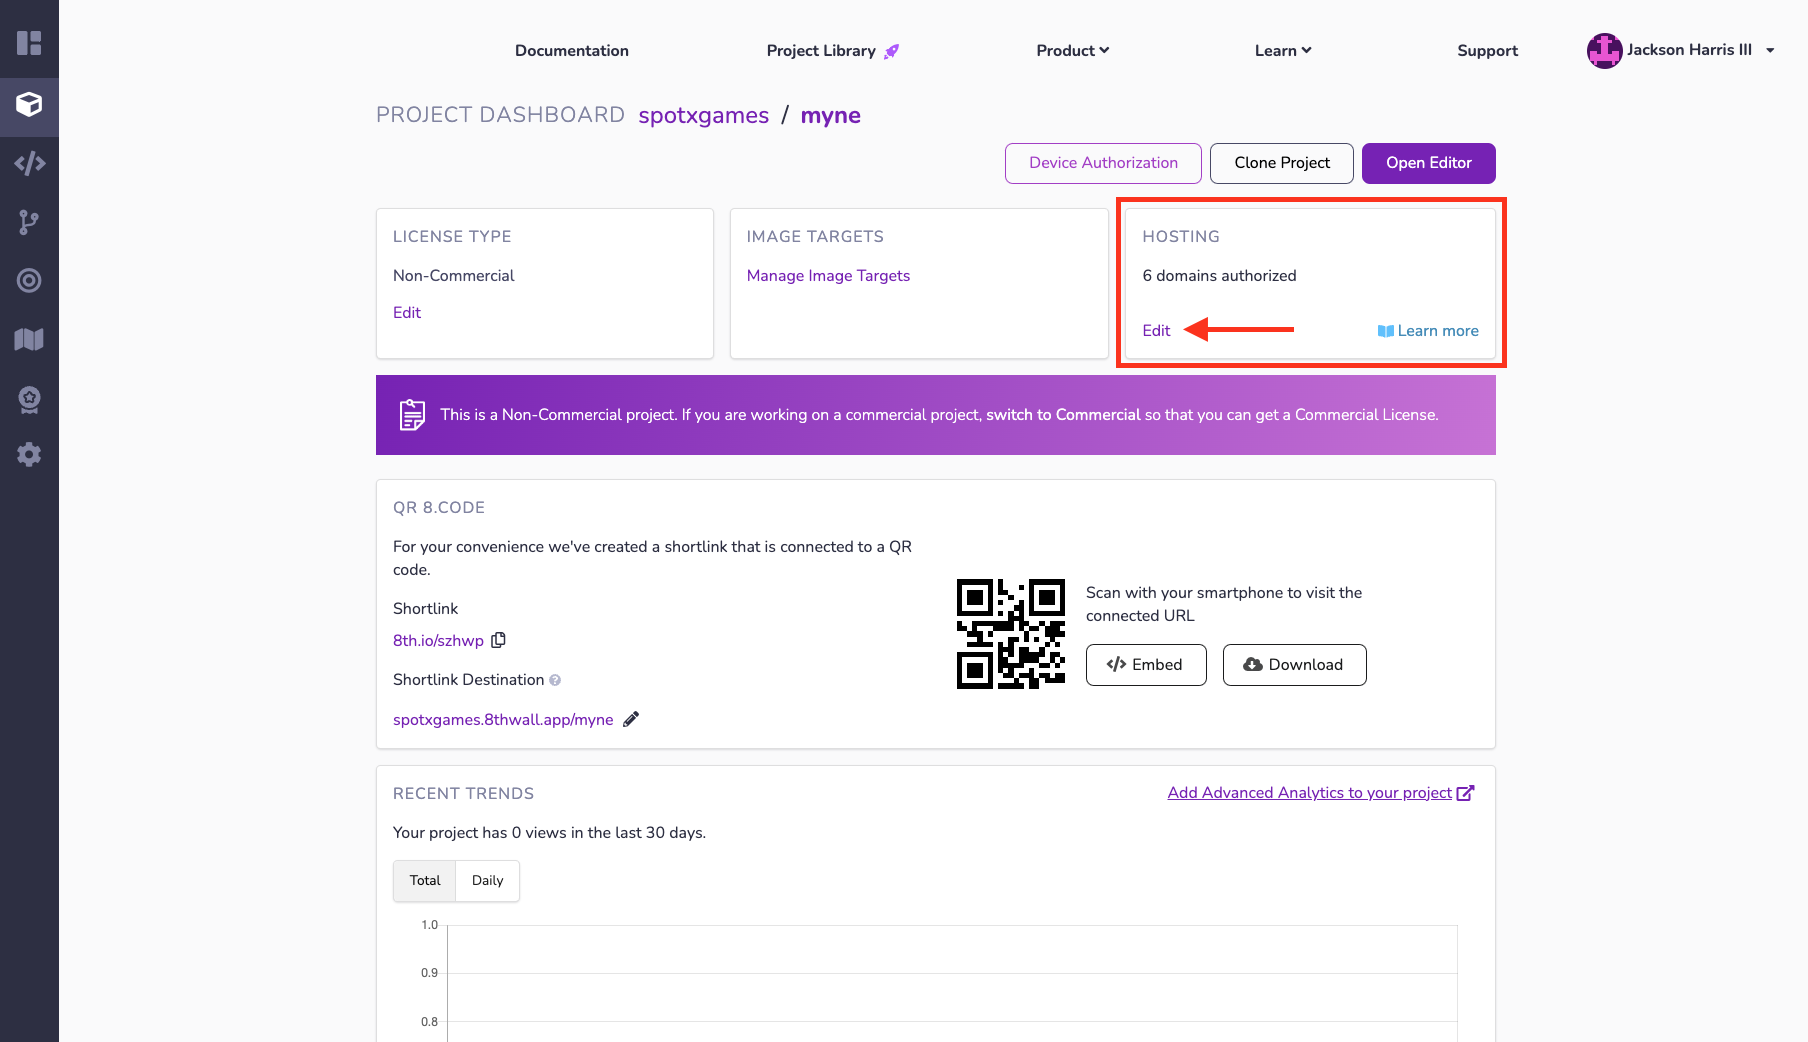 Documentation
Project Library
Product
Learn
Support
Jackson Harris III
PROJECT DASHBOARD spotxgames / myne
Device Authorization
Clone Project
Open Editor
LICENSE TYPE
Non-Commercial
Edit
IMAGE TARGETS
Manage Image Targets
HOSTING
6 domains authorized
Edit
Learn more
This is a Non-Commercial project. If you are working on a commercial project, switch to Commercial so that you can get a Commercial License.
QR 8.CODE
For your convenience we've created a shortlink that is connected to a QR
code.
Shortlink
8th.io/szhwp
Shortlink Destination ?
spotxgames.8thwall.app/myne
Scan with your smartphone to visit the
connected URL
</> Embed
Download
RECENT TRENDS
Add Advanced Analytics to your project
Your project has 0 views in the last 30 days.
Total
Daily
1.0
0.9
0.8